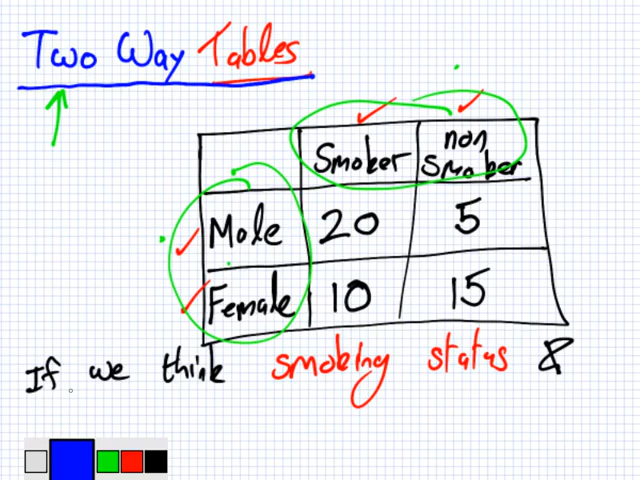 Two Way Tables
Smoker non Smoker
Male 20 5
Female 10 15
If we think smoking status &